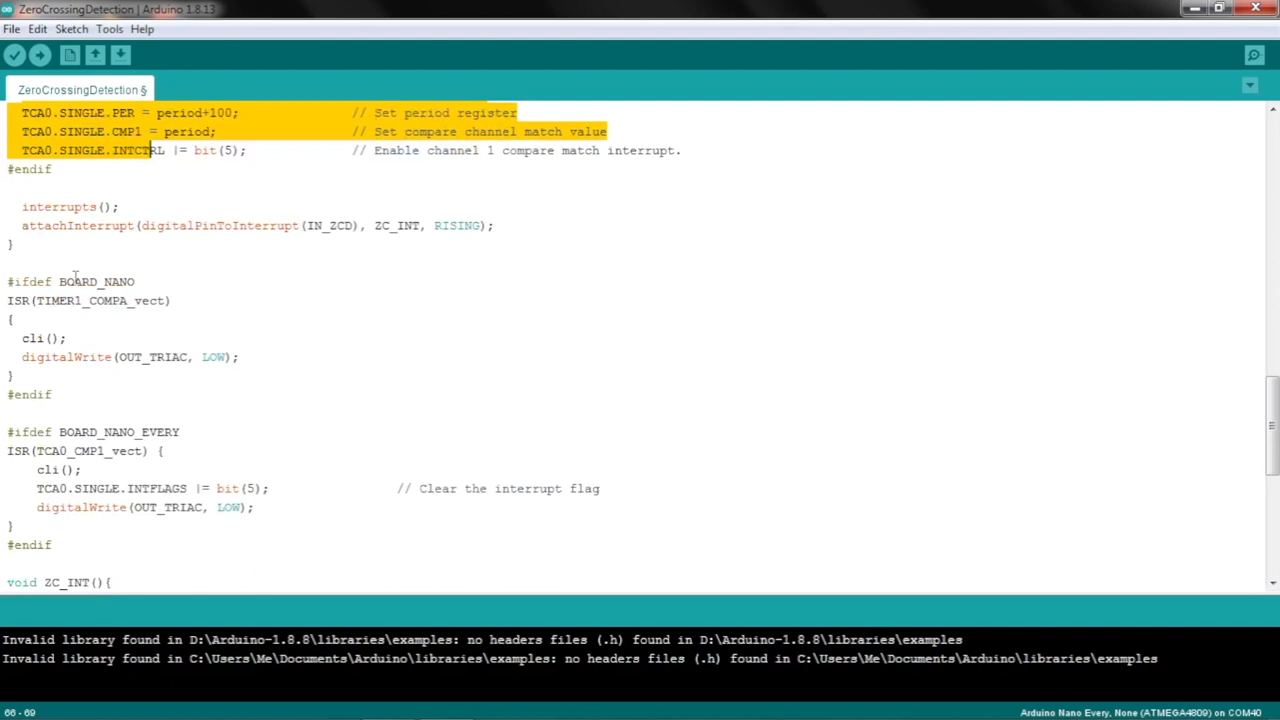 ZeroCrossingDetection | Arduino 1.8.13
File Edit Sketch Tools Help
ZeroCrossingDetection §
TCA0.SINGLE.PER = period+100; // Set period register
TCA0.SINGLE.CMP1 = period; // Set compare channel match value
TCA0.SINGLE.INTCTRL |= bit(5); // Enable channel 1 compare match interrupt.
#endif
interrupts();
attachInterrupt(digitalPinToInterrupt(IN_ZCD), ZC_INT, RISING);
}
#ifdef BOARD_NANO
ISR(TIMER1_COMPA_vect)
{
cli();
digitalWrite(OUT_TRIAC, LOW);
}
#endif
#ifdef BOARD_NANO_EVERY
ISR(TCA0_CMP1_vect) {
cli();
TCA0.SINGLE.INTFLAGS |= bit(5); // Clear the interrupt flag
digitalWrite(OUT_TRIAC, LOW);
}
#endif
void ZC_INT(){
Invalid library found in D:\Arduino-1.8.8\libraries\examples: no headers files (.h) found in D:\Arduino-1.8.8\libraries\examples
Invalid library found in C:\Users\Me\Documents\Arduino\libraries\examples: no headers files (.h) found in C:\Users\Me\Documents\Arduino\libraries\examples
66 - 69 Arduino Nano Every, None (ATMEGA4809) on COM40